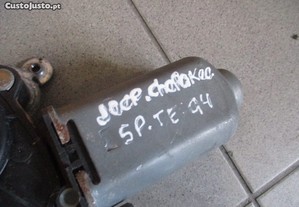 CustoJusto.pt
JEEP. CheROKee.
SP. TE. 94